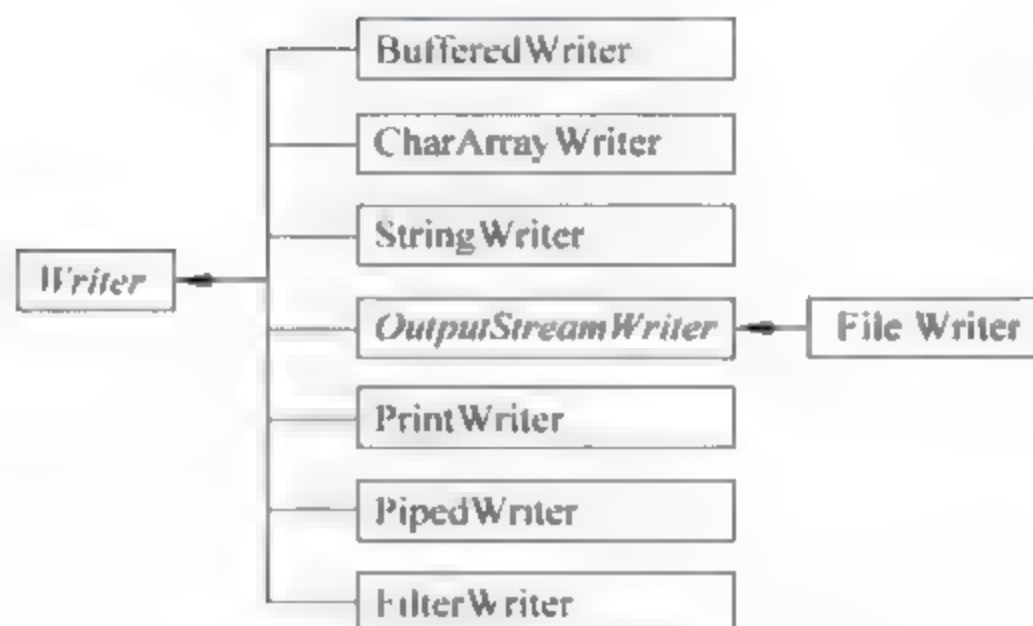 BufferedWriter
CharArrayWriter
StringWriter
Writer
OutputStreamWriter
File Writer
PrintWriter
PipedWriter
FilterWriter